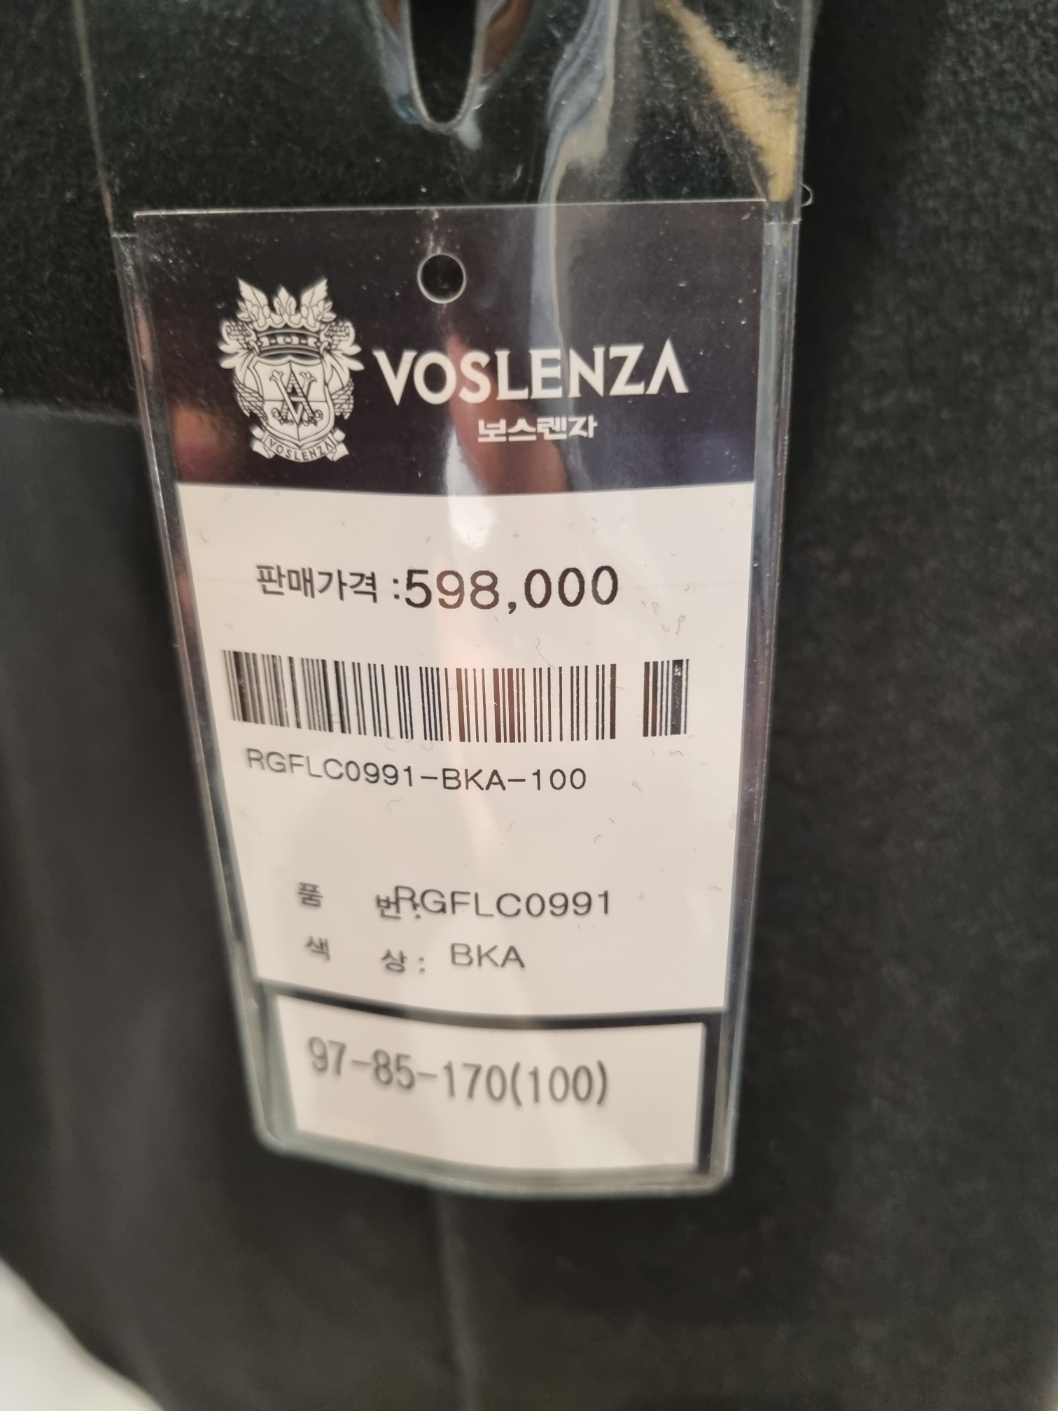 VOSLENZA
VOSLENZA
보스렌자
판매가격 :598,000
RGFLC0991-BKA-100
품 번:RGFLC0991
색 상: BKA
97-85-170(100)